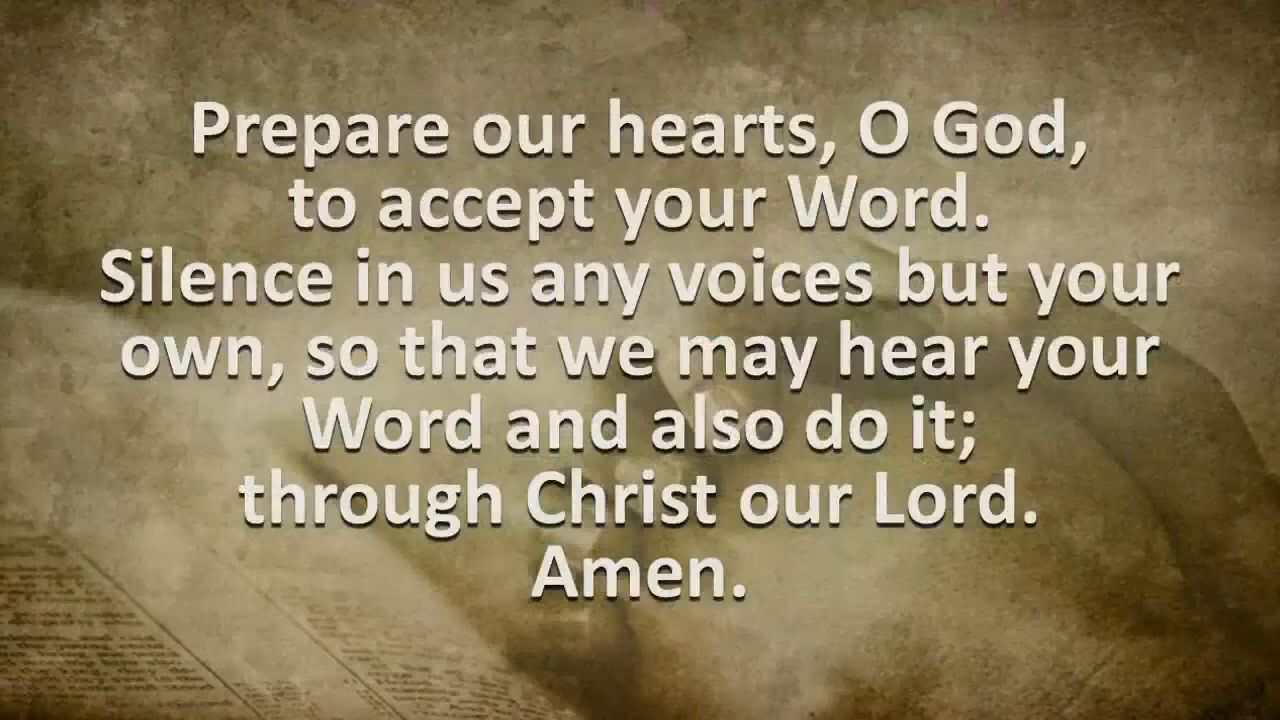 Prepare our hearts, O God,
to accept your Word.
Silence in us any voices but your
own, so that we may hear your
Word and also do it;
through Christ our Lord.
Amen.